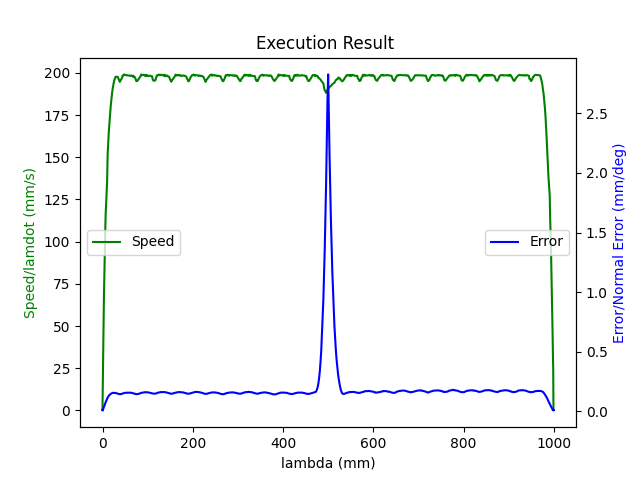 Execution Result
Speed/lamdot (mm/s)
200
175
150
125
100
75
50
25
0
Speed
Error
2.5
2.0
1.5
1.0
0.5
0.0
Error/Normal Error (mm/deg)
0 200 400 600 800 1000
lambda (mm)